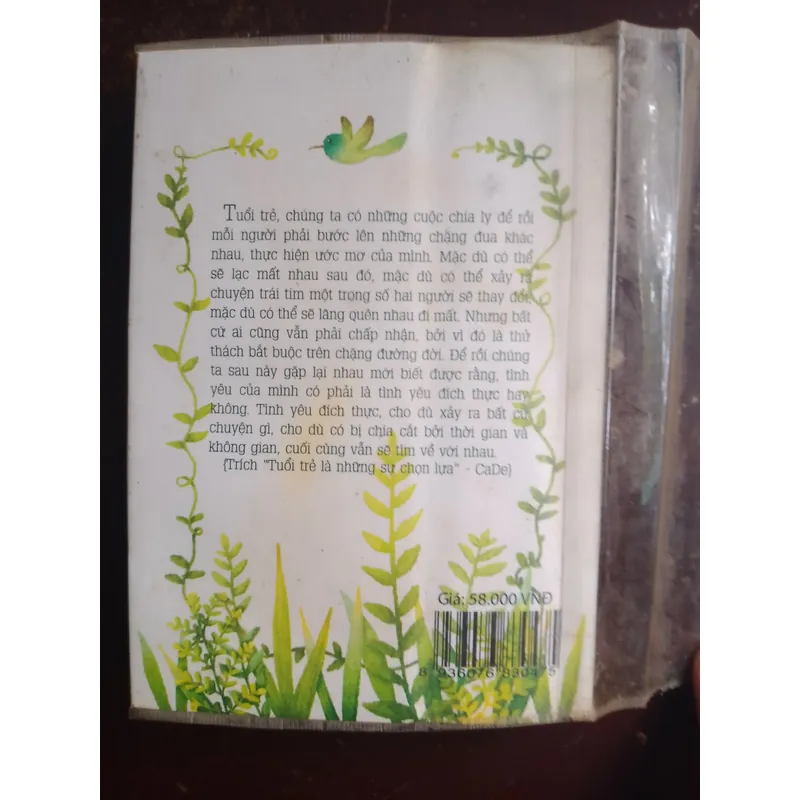 Tuổi trẻ, chúng ta có những cuộc chia ly để rồi
mỗi người phải bước lên những chặng đua khác
nhau, thực hiện ước mơ của mình. Mặc dù có thể
sẽ lạc mất nhau sau đó, mặc dù có thể xảy ra
chuyện trái tim một trong số hai người sẽ thay đổi,
mặc dù có thể sẽ lãng quên nhau đi mất. Nhưng bất
cứ ai cũng vẫn phải chấp nhận, bởi vì đó là thử
thách bắt buộc trên chặng đường đời. Để rồi chúng
ta sau này gặp lại nhau mới biết được rằng, tình
yêu của mình có phải là tình yêu đích thực hay
không. Tình yêu đích thực, cho dù xảy ra bất cứ
chuyện gì, cho dù có bị chia cắt bởi thời gian và
không gian, cuối cùng vẫn sẽ tìm về với nhau.
(Trích "Tuổi trẻ là những sự chọn lựa" - CaDe)
Giá: 58.000 VNĐ
8 936076 830475